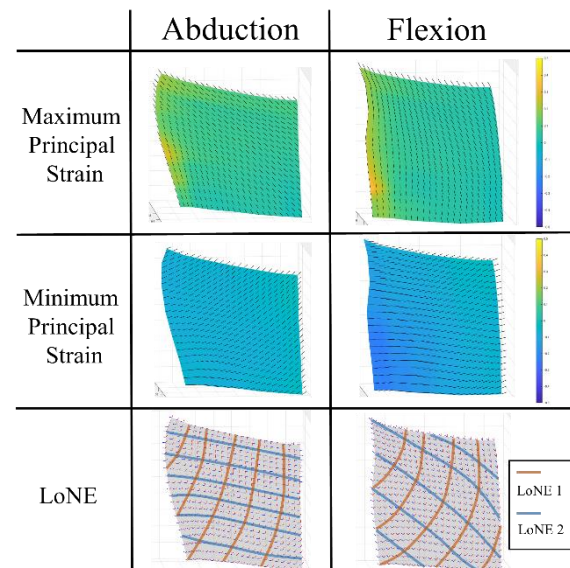 Abduction
Flexion
Maximum
Principal
Strain
Minimum
Principal
Strain
LoNE
LoNE 1
LoNE 2